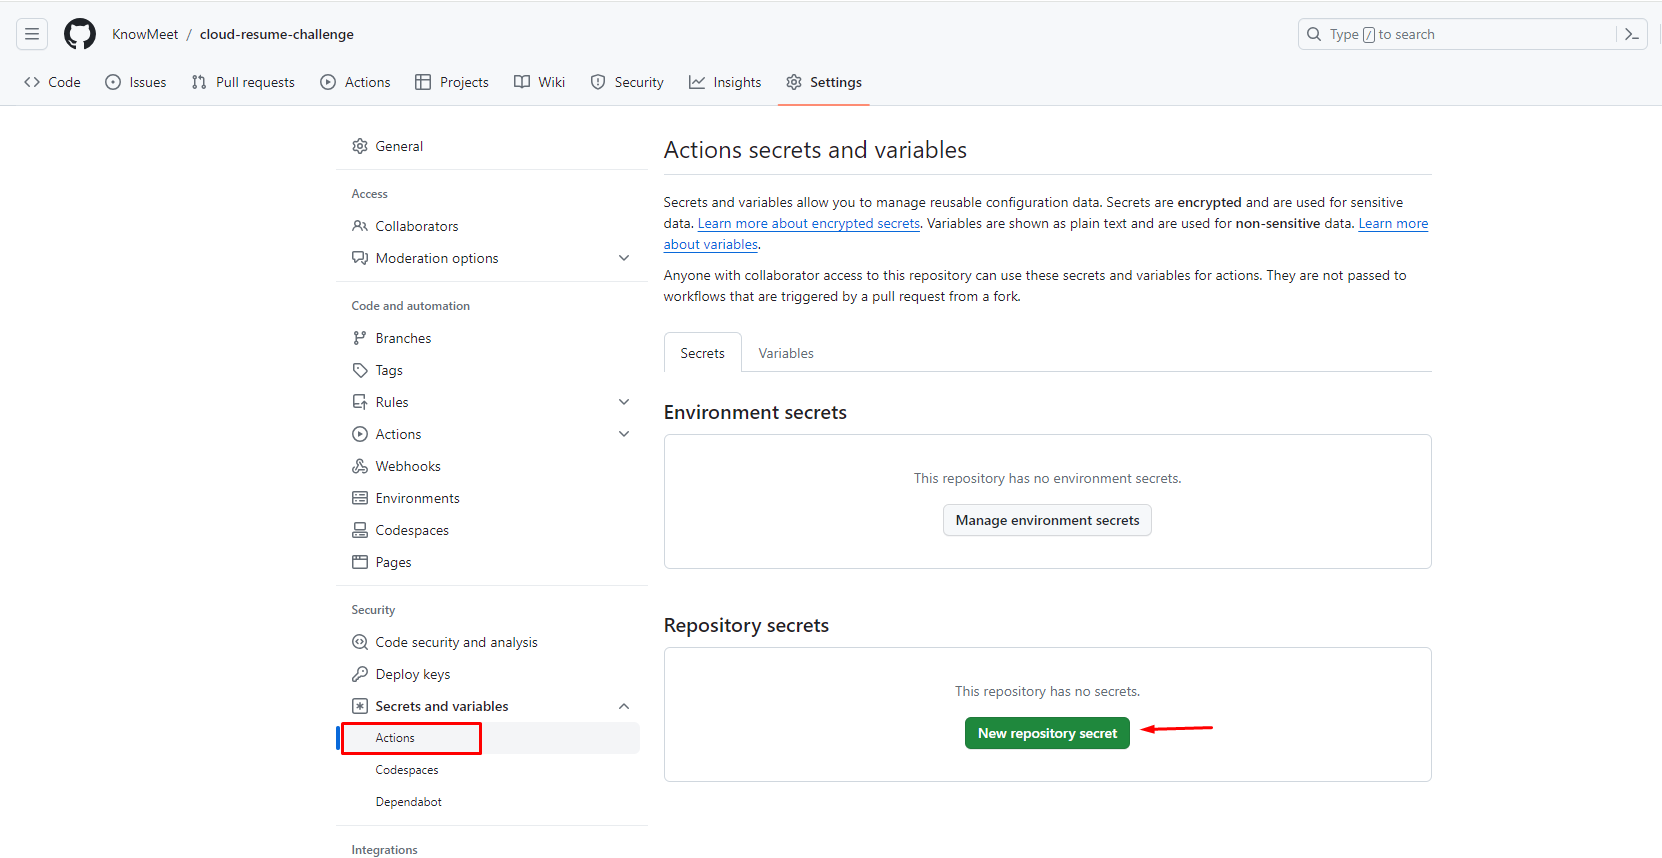 KnowMeet / cloud-resume-challenge
Type / to search
Code Issues Pull requests Actions Projects Wiki Security Insights Settings
General
Access
Collaborators
Moderation options
Code and automation
Branches
Tags
Rules
Actions
Webhooks
Environments
Codespaces
Pages
Security
Code security and analysis
Deploy keys
Secrets and variables
Actions
Codespaces
Dependabot
Integrations
Actions secrets and variables
Secrets and variables allow you to manage reusable configuration data. Secrets are encrypted and are used for sensitive
data. Learn more about encrypted secrets. Variables are shown as plain text and are used for non-sensitive data. Learn more
about variables.
Anyone with collaborator access to this repository can use these secrets and variables for actions. They are not passed to
workflows that are triggered by a pull request from a fork.
Secrets Variables
Environment secrets
This repository has no environment secrets.
Manage environment secrets
Repository secrets
This repository has no secrets.
New repository secret